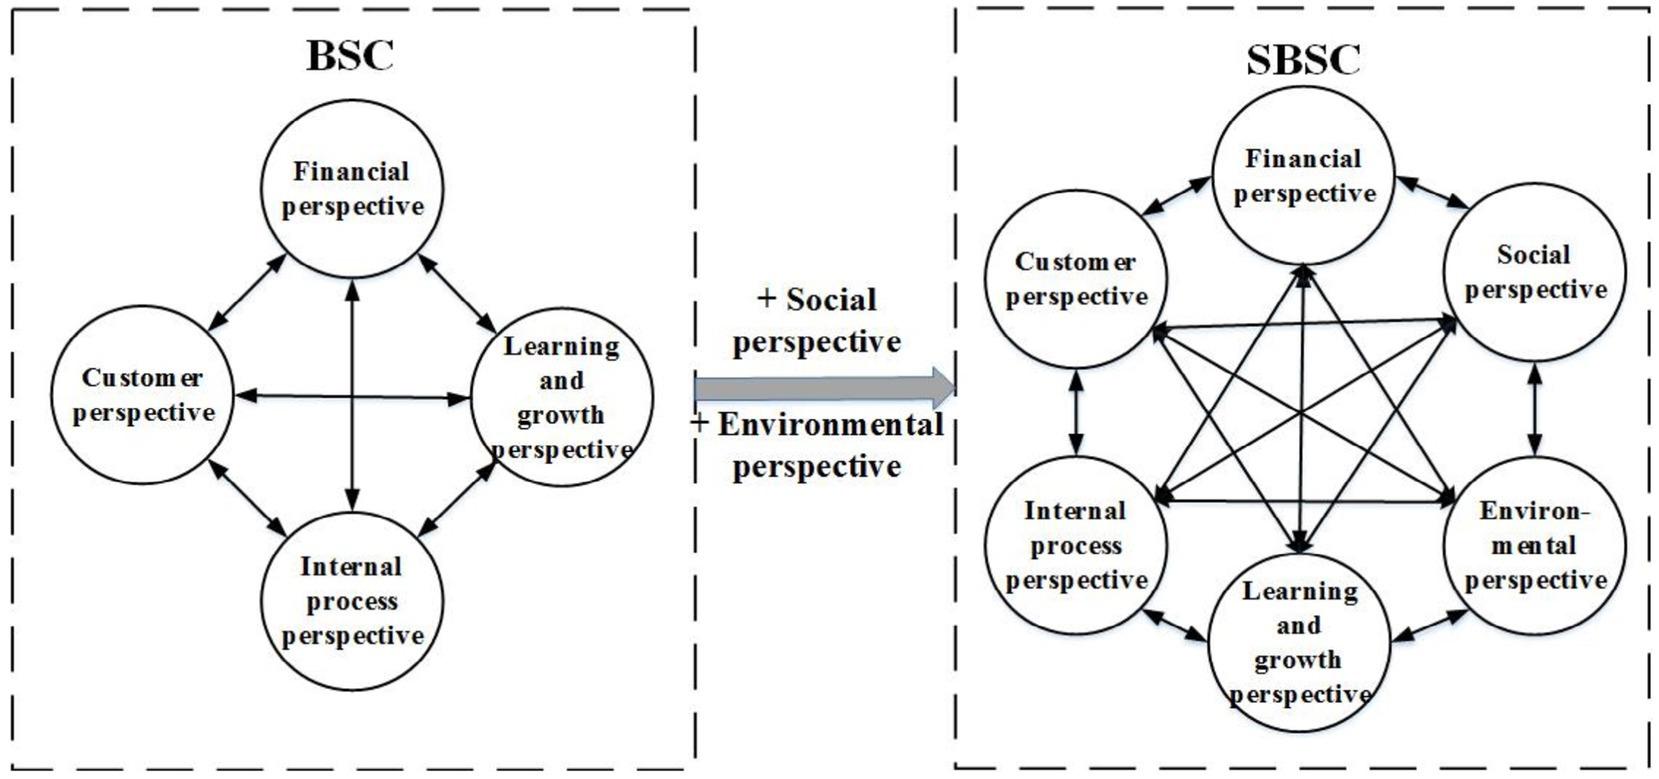 BSC
Financial
perspective
Customer
perspective
Learning
and
growth
perspective
Internal
process
perspective
+ Social
perspective
+ Environmental
perspective
SBSC
Financial
perspective
Customer
perspective
Social
perspective
Internal
process
perspective
Environ-
mental
perspective
Learning
and
growth
perspective